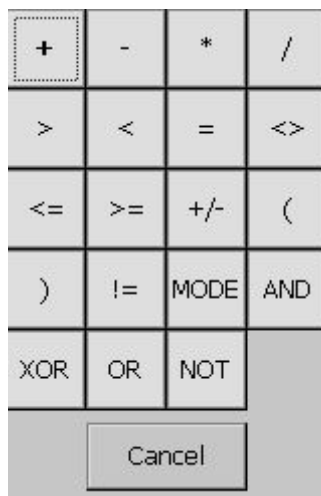 + - * /
> < = <>
<= >= +/- (
) != MODE AND
XOR OR NOT
Cancel